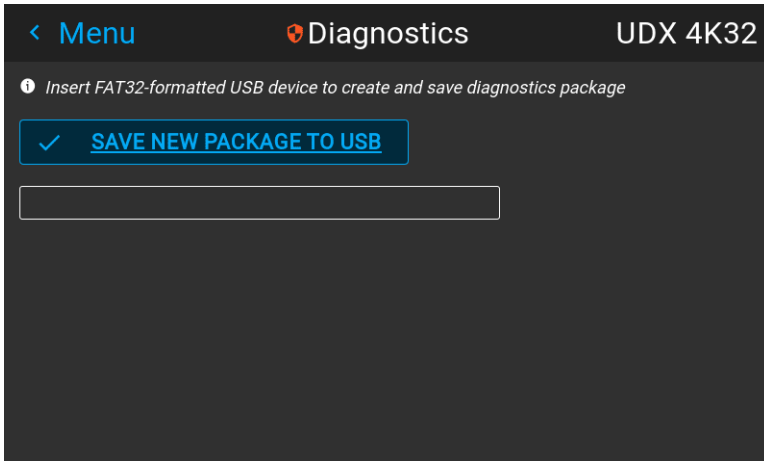 Menu
Diagnostics
UDX 4K32
Insert FAT32-formatted USB device to create and save diagnostics package
SAVE NEW PACKAGE TO USB